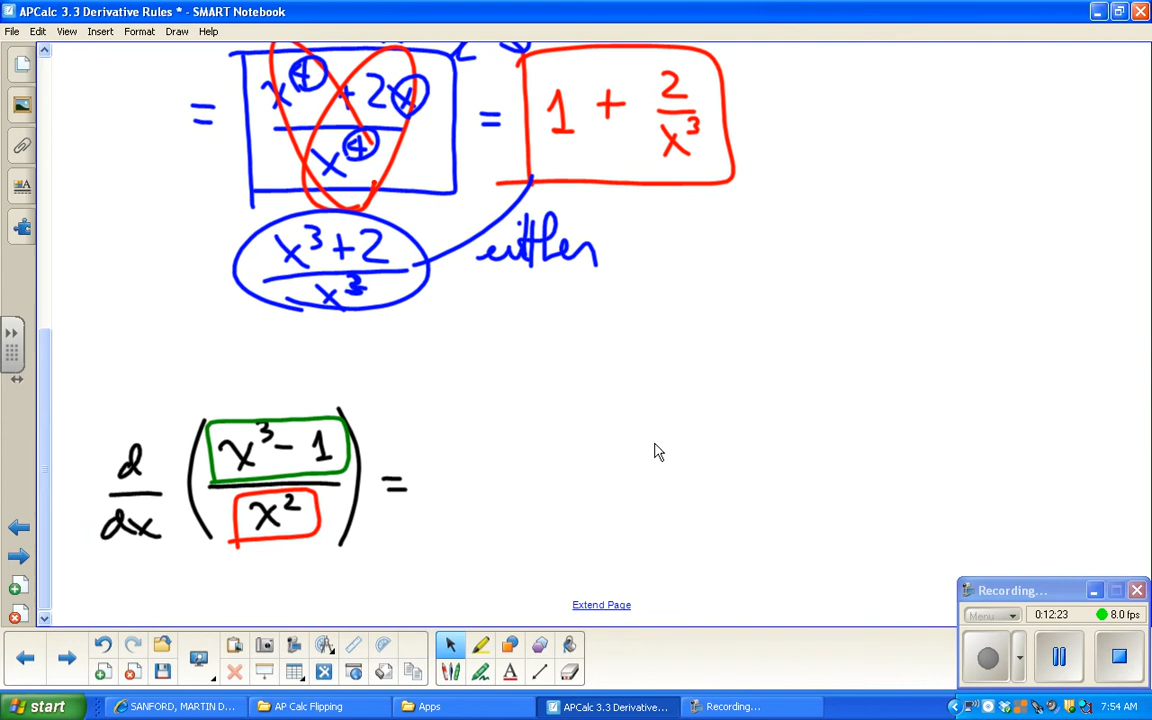 APCalc 3.3 Derivative Rules * - SMART Notebook
File Edit View Insert Format Draw Help
= x⁴ + 2x / x⁴ = 1 + 2/x³
x³ + 2 / x³ either
d/dx (x³ - 1 / x²) =
Extend Page
Recording...
Menu 0:12:23 8.0 fps
start SANFORD, MARTIN D... AP Calc Flipping Apps APCalc 3.3 Derivative... Recording... 7:54 AM